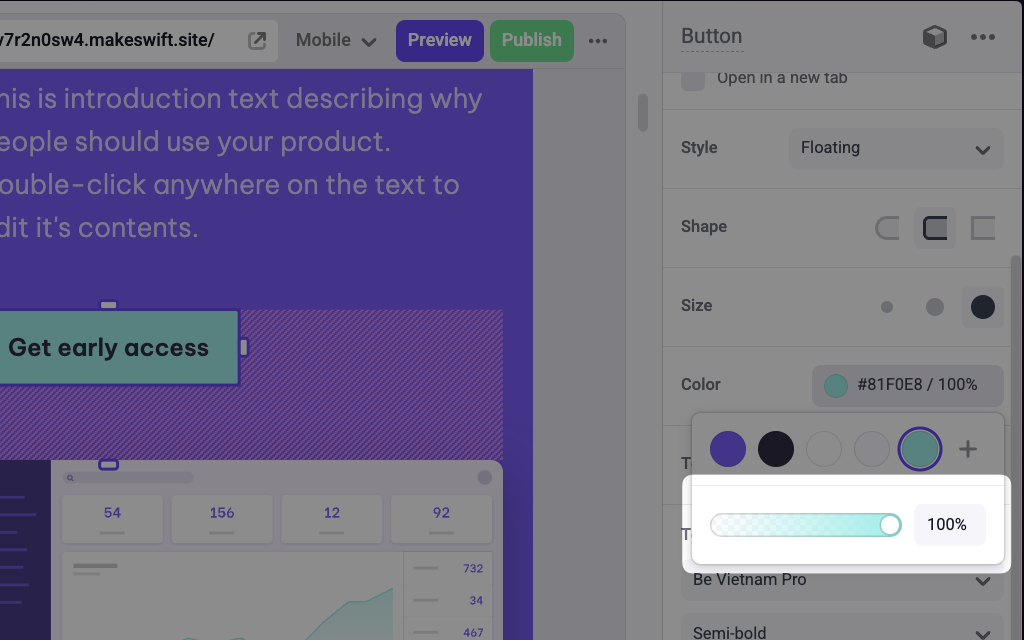 v7r2n0sw4.makeswift.site/
Mobile
Preview
Publish
Button
Open in a new tab
his is introduction text describing why
eople should use your product.
ouble-click anywhere on the text to
dit it's contents.
Style
Floating
Shape
Size
Get early access
Color
#81F0E8 / 100%
T
100%
T
Be Vietnam Pro
Semi-bold
54
156
12
92
732
34
467